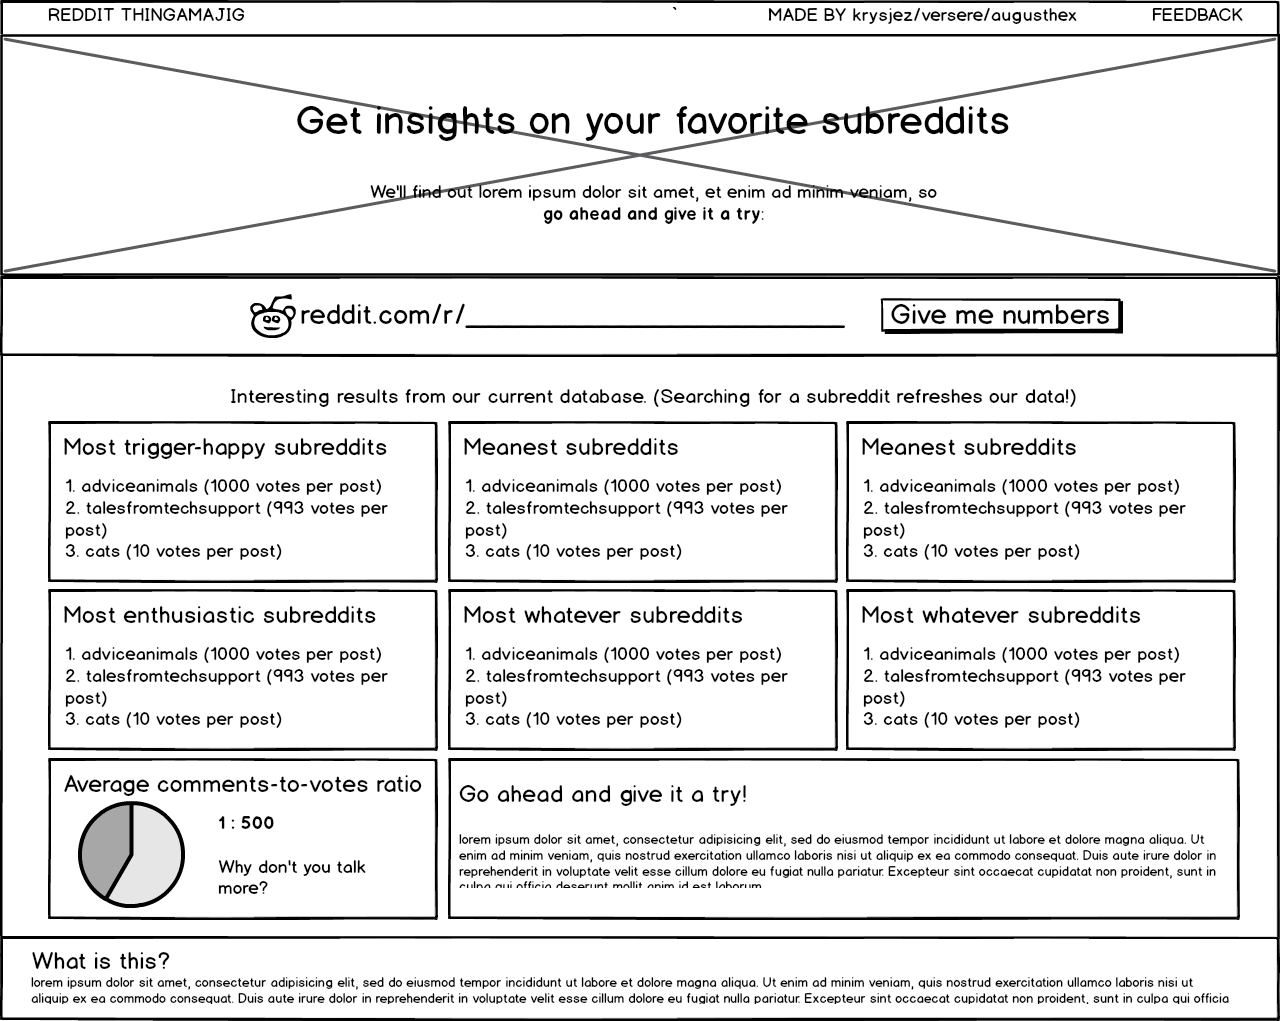 REDDIT THINGAMAJIG ` MADE BY krysjez/versere/augusthex FEEDBACK
Get insights on your favorite subreddits
We'll find out lorem ipsum dolor sit amet, et enim ad minim veniam, so
go ahead and give it a try:
reddit.com/r/ Give me numbers
Interesting results from our current database. (Searching for a subreddit refreshes our data!)
Most trigger-happy subreddits
1. adviceanimals (1000 votes per post)
2. talesfromtechsupport (993 votes per
post)
3. cats (10 votes per post)
Meanest subreddits
1. adviceanimals (1000 votes per post)
2. talesfromtechsupport (993 votes per
post)
3. cats (10 votes per post)
Meanest subreddits
1. adviceanimals (1000 votes per post)
2. talesfromtechsupport (993 votes per
post)
3. cats (10 votes per post)
Most enthusiastic subreddits
1. adviceanimals (1000 votes per post)
2. talesfromtechsupport (993 votes per
post)
3. cats (10 votes per post)
Most whatever subreddits
1. adviceanimals (1000 votes per post)
2. talesfromtechsupport (993 votes per
post)
3. cats (10 votes per post)
Most whatever subreddits
1. adviceanimals (1000 votes per post)
2. talesfromtechsupport (993 votes per
post)
3. cats (10 votes per post)
Average comments-to-votes ratio
1 : 500
Why don't you talk
more?
Go ahead and give it a try!
lorem ipsum dolor sit amet, consectetur adipisicing elit, sed do eiusmod tempor incididunt ut labore et dolore magna aliqua. Ut
enim ad minim veniam, quis nostrud exercitation ullamco laboris nisi ut aliquip ex ea commodo consequat. Duis aute irure dolor in
reprehenderit in voluptate velit esse cillum dolore eu fugiat nulla pariatur. Excepteur sint occaecat cupidatat non proident, sunt in
culpa qui officia deserunt mollit anim id est laborum.
What is this?
lorem ipsum dolor sit amet, consectetur adipisicing elit, sed do eiusmod tempor incididunt ut labore et dolore magna aliqua. Ut enim ad minim veniam, quis nostrud exercitation ullamco laboris nisi ut
aliquip ex ea commodo consequat. Duis aute irure dolor in reprehenderit in voluptate velit esse cillum dolore eu fugiat nulla pariatur. Excepteur sint occaecat cupidatat non proident, sunt in culpa qui officia